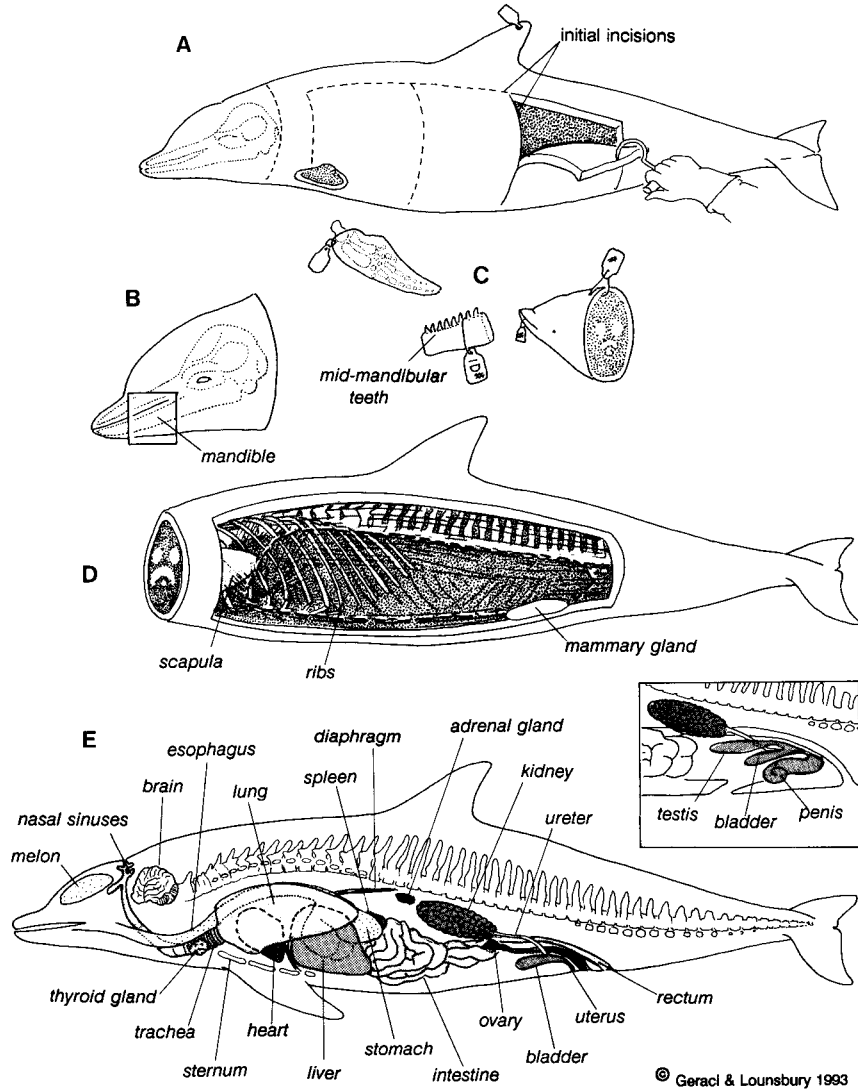 A
initial incisions
B
C
mid-mandibular
teeth
ID
mandible
D
scapula
ribs
mammary gland
E
esophagus
diaphragm
adrenal gland
brain
lung
spleen
kidney
nasal sinuses
ureter
melon
testis
bladder
penis
thyroid gland
trachea
heart
sternum
liver
stomach
intestine
ovary
bladder
uterus
rectum
© Geraci & Lounsbury 1993